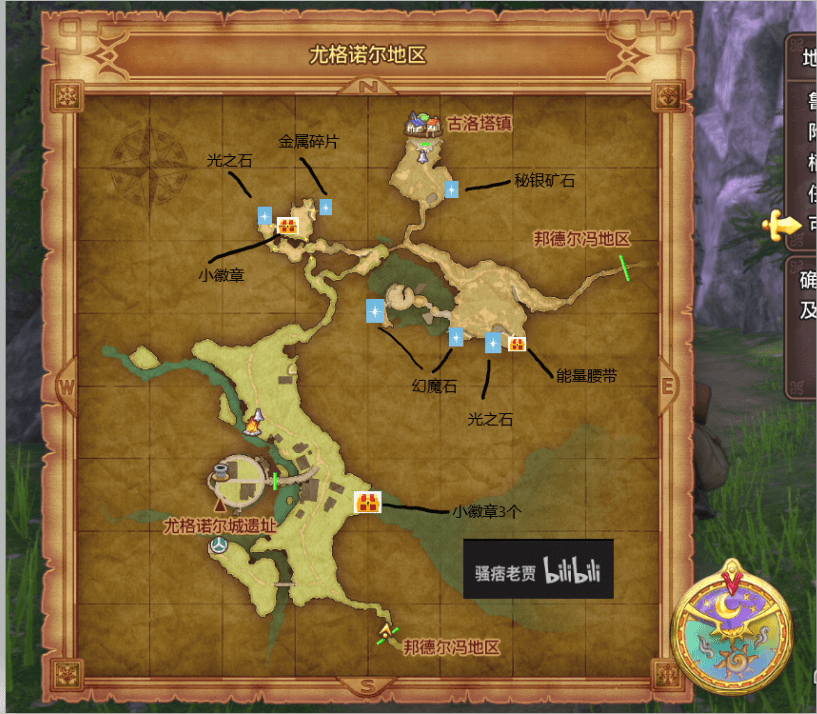 尤格诺尔地区
N
古洛塔镇
金属碎片
光之石
秘银矿石
小徽章
邦德尔冯地区
幻魔石
能量腰带
光之石
W
E
小徽章3个
尤格诺尔城遗址
骚痞老贾 bilibili
邦德尔冯地区
S
地
确
及